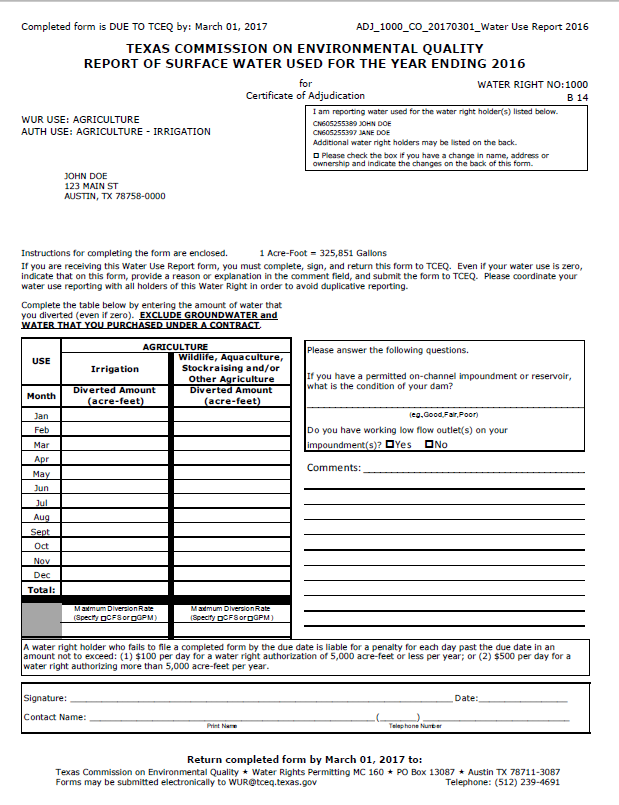 Completed form is DUE TO TCEQ by: March 01, 2017 ADJ_1000_CO_20170301_Water Use Report 2016
TEXAS COMMISSION ON ENVIRONMENTAL QUALITY
REPORT OF SURFACE WATER USED FOR THE YEAR ENDING 2016
for
Certificate of Adjudication
WATER RIGHT NO:1000
B 14
WUR USE: AGRICULTURE
AUTH USE: AGRICULTURE - IRRIGATION
I am reporting water used for the water right holder(s) listed below.
CN605255389 JOHN DOE
CN605255397 JANE DOE
Additional water right holders may be listed on the back.
Please check the box if you have a change in name, address or
ownership and indicate the changes on the back of this form.
JOHN DOE
123 MAIN ST
AUSTIN, TX 78758-0000
Instructions for completing the form are enclosed. 1 Acre-Foot = 325,851 Gallons
If you are receiving this Water Use Report form, you must complete, sign, and return this form to TCEQ. Even if your water use is zero,
indicate that on this form, provide a reason or explanation in the comment field, and submit the form to TCEQ. Please coordinate your
water use reporting with all holders of this Water Right in order to avoid duplicative reporting.
Complete the table below by entering the amount of water that
you diverted (even if zero). EXCLUDE GROUNDWATER and
WATER THAT YOU PURCHASED UNDER A CONTRACT.
USE
AGRICULTURE
Irrigation
Wildlife, Aquaculture,
Stockraising and/or
Other Agriculture
Month
Diverted Amount
(acre-feet)
Diverted Amount
(acre-feet)
Jan
Feb
Mar
Apr
May
Jun
Jul
Aug
Sept
Oct
Nov
Dec
Total:
Maximum Diversion Rate
(Specify CFS or GPM)
Maximum Diversion Rate
(Specify CFS or GPM)
Please answer the following questions.
If you have a permitted on-channel impoundment or reservoir,
what is the condition of your dam?
(eg.,Good,Fair,Poor)
Do you have working low flow outlet(s) on your
impoundment(s)? Yes No
Comments:
A water right holder who fails to file a completed form by the due date is liable for a penalty for each day past the due date in an
amount not to exceed: (1) $100 per day for a water right authorization of 5,000 acre-feet or less per year; or (2) $500 per day for a
water right authorizing more than 5,000 acre-feet per year.
Signature: Date:
Contact Name: ( )
Print Name Telephone Number
Return completed form by March 01, 2017 to:
Texas Commission on Environmental Quality ★ Water Rights Permitting MC 160 ★ PO Box 13087 ★ Austin TX 78711-3087
Forms may be submitted electronically to WUR@tceq.texas.gov Telephone: (512) 239-4691